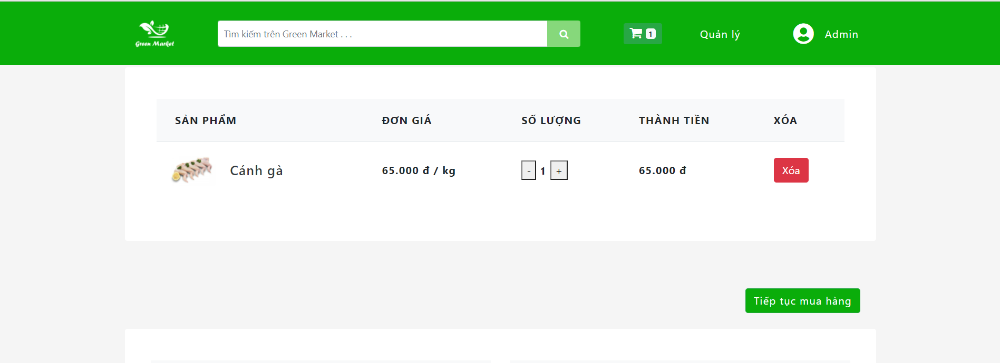 Green Market
Tìm kiếm trên Green Market . . .
1
Quản lý
Admin
SẢN PHẨM ĐƠN GIÁ SỐ LƯỢNG THÀNH TIỀN XÓA
Cánh gà 65.000 đ / kg - 1 + 65.000 đ Xóa
Tiếp tục mua hàng